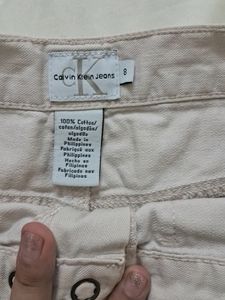 CK
Calvin Klein Jeans
8
100% Cotton/
coton/algodón/
algodão
Made in
Philippines
Fabriqué aux
Philippines
Hecho en
Filipinas
Fabricado nas
Filipinas